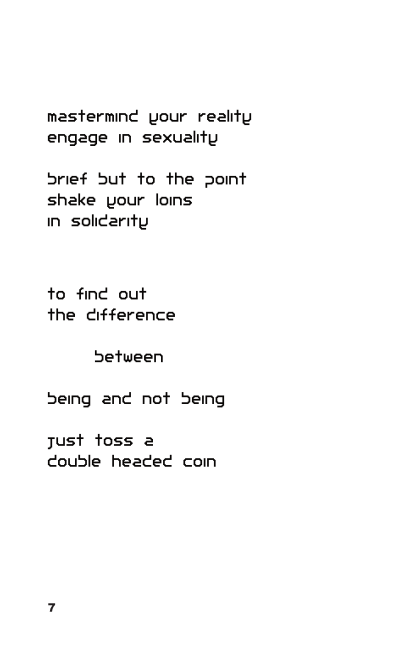 mastermind your reality
engage in sexuality
brief but to the point
shake your loins
in solidarity
to find out
the difference
between
being and not being
just toss a
double headed coin
7